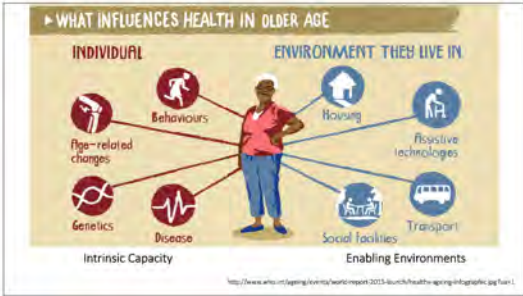 ▸ WHAT INFLUENCES HEALTH IN OLDER AGE
INDIVIDUAL
ENVIRONMENT THEY LIVE IN
Behaviours
Housing
Age-related
changes
Assistive
technologies
Genetics
Disease
Social facilities
Transport
Intrinsic Capacity
Enabling Environments